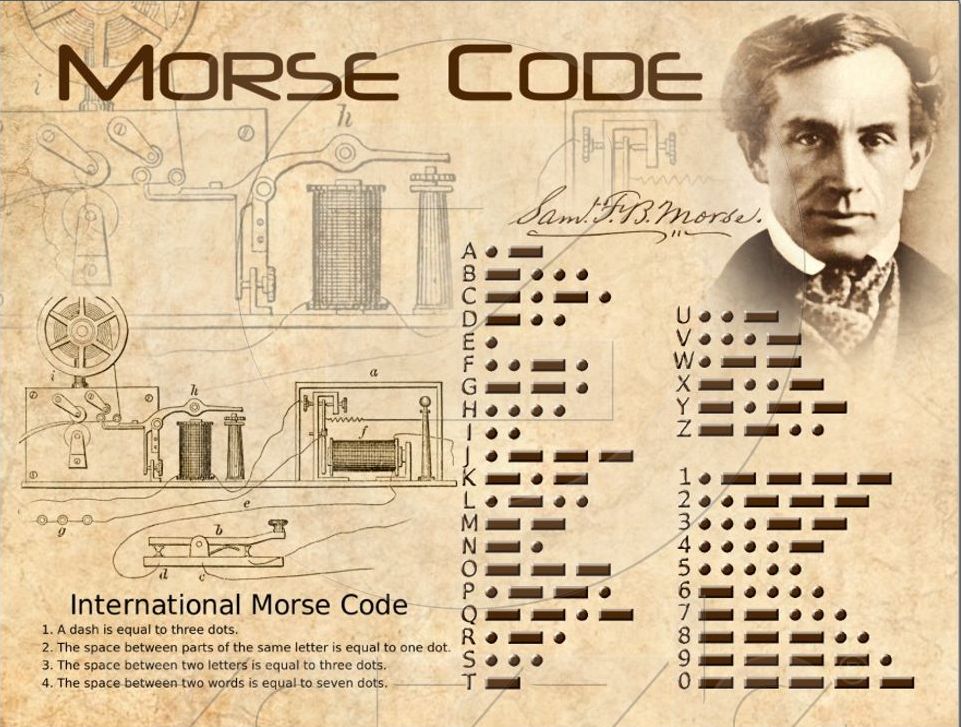 MORSE CODE
i
h
Saml. F. B. Morse.
A
B
C
D
E
F
G
H
I
J
K
L
M
N
O
P
Q
R
S
T
U
V
W
X
Y
Z
1
2
3
4
5
6
7
8
9
0
a
i
h
f
e
g
b
d
c
International Morse Code
1. A dash is equal to three dots.
2. The space between parts of the same letter is equal to one dot.
3. The space between two letters is equal to three dots.
4. The space between two words is equal to seven dots.